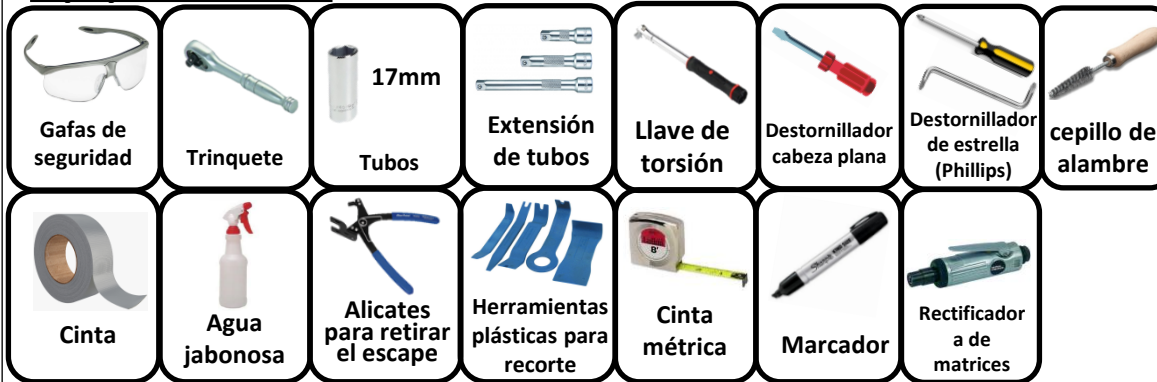 Gafas de
seguridad
Trinquete
17mm
Tubos
Extensión
de tubos
Llave de
torsión
Destornillador
cabeza plana
Destornillador
de estrella
(Phillips)
cepillo de
alambre
Cinta
Agua
jabonosa
Alicates
para retirar
el escape
Herramientas
plásticas para
recorte
8'
Cinta
métrica
Sharpie
Marcador
Rectificador
a de
matrices